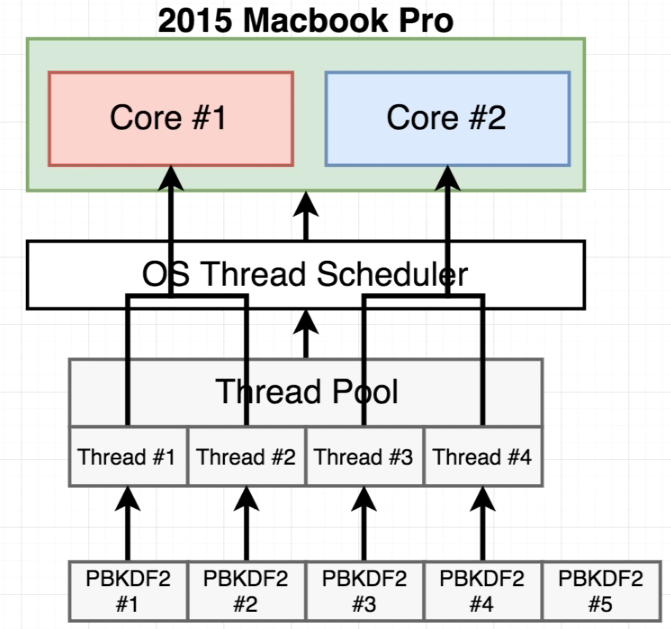 2015 Macbook Pro
Core #1
Core #2
OS Thread Scheduler
Thread Pool
Thread #1
Thread #2
Thread #3
Thread #4
PBKDF2
#1
PBKDF2
#2
PBKDF2
#3
PBKDF2
#4
PBKDF2
#5